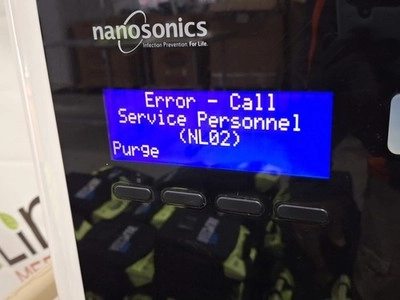 nanosonics
Infection Prevention. For Life.
Error - Call
Service Personnel
(NL02)
Purge